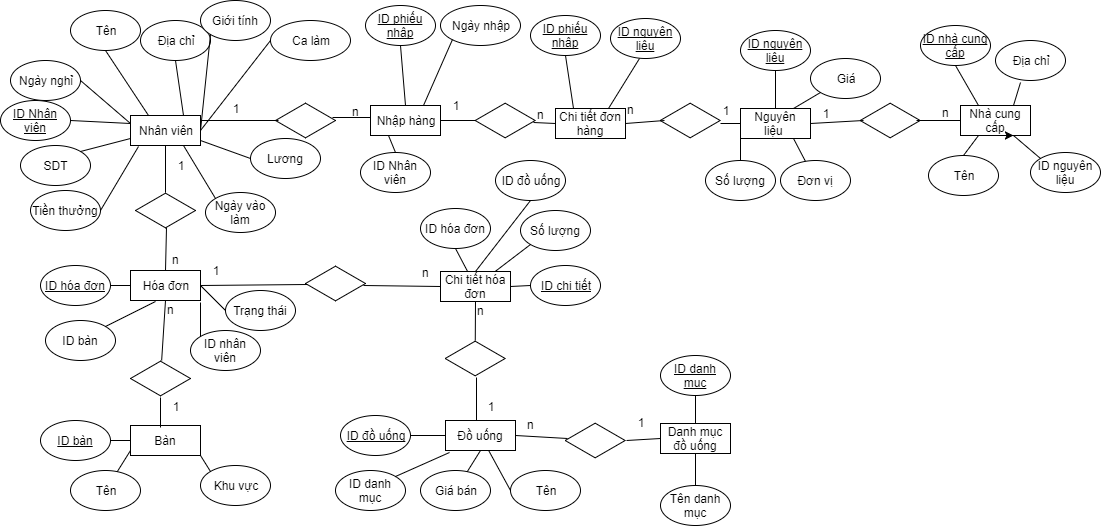 Tên
Địa chỉ
Giới tính
Ca làm
ID phiếu
nhâp
Ngày nhập
ID phiếu
nhâp
ID nguyên
liệu
ID nguyên
liệu
Giá
ID nhà cung
cấp
Địa chỉ
Ngày nghỉ
ID Nhân
viên
SDT
Tiền thưởng
Nhân viên
1
n
Nhập hàng
1
n
Chi tiết đơn
hàng
n
1
Nguyên
liệu
1
n
Nhà cung
cấp
Lương
Ngày vào
làm
ID Nhân
viên
Số lượng
Đơn vị
Tên
ID nguyên
liệu
1
n
ID đồ uống
ID hóa đơn
Số lượng
ID hóa đơn
Hóa đơn
1
n
Chi tiết hóa
đơn
ID chi tiết
n
Trạng thái
ID bàn
ID nhân
viên
n
1
1
ID bàn
Bàn
Tên
Khu vực
ID đồ uống
Đồ uống
n
1
ID danh
muc
Danh mục
đồ uống
ID danh
mục
Giá bán
Tên
Tên danh
mục